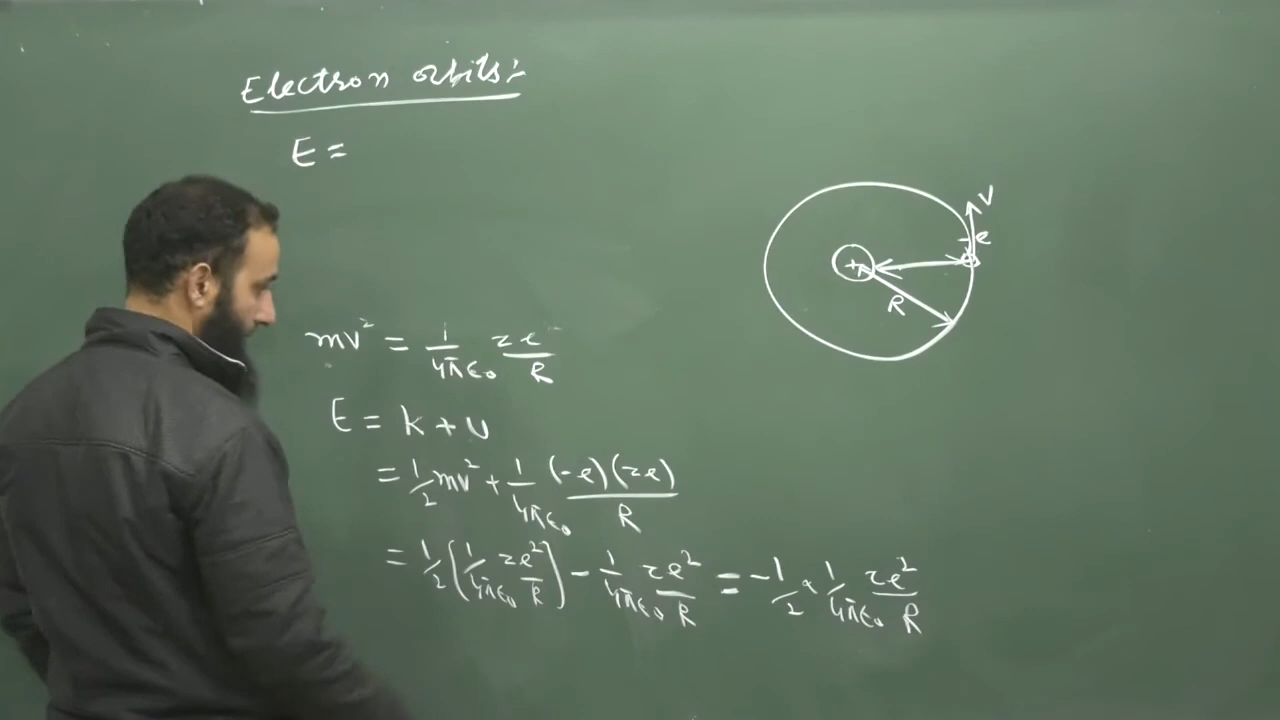 Electron orbits:-
E =
V
-e
+
R
mv² = 1/4πε₀ ze²/R
E = K + U
= 1/2 mv² + 1/4πε₀ (-e)(ze)/R
= 1/2 (1/4πε₀ ze²/R) - 1/4πε₀ ze²/R = -1/2 × 1/4πε₀ ze²/R